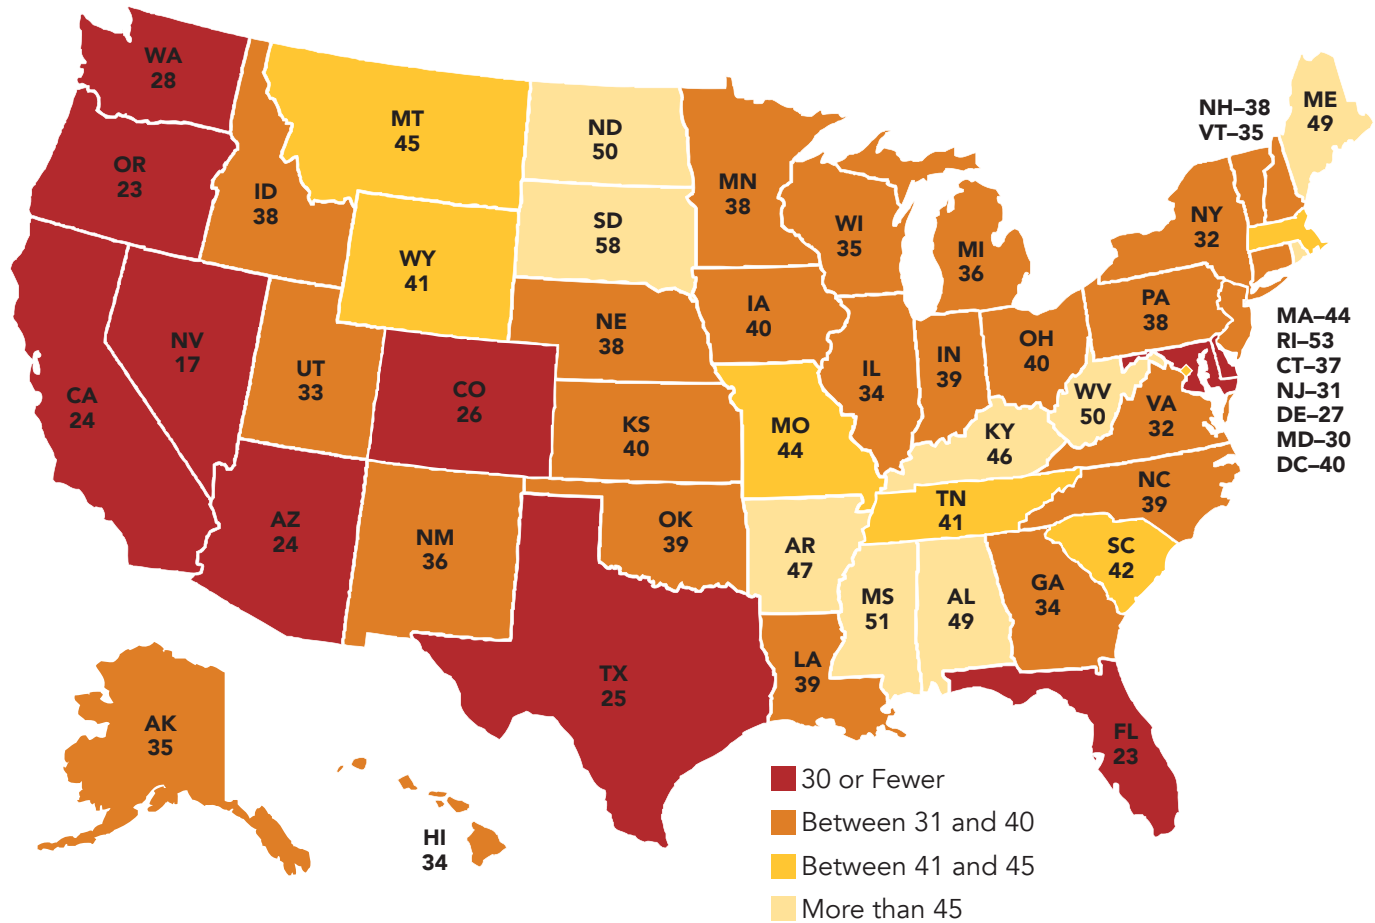 WA
28
OR
23
CA
24
NV
17
ID
38
MT
45
WY
41
UT
33
AZ
24
CO
26
NM
36
ND
50
SD
58
NE
38
KS
40
OK
39
TX
25
MN
38
IA
40
MO
44
AR
47
LA
39
WI
35
IL
34
MI
36
IN
39
OH
40
KY
46
TN
41
MS
51
AL
49
GA
34
FL
23
SC
42
NC
39
VA
32
WV
50
PA
38
NY
32
NH–38
VT–35
ME
49
MA–44
RI–53
CT–37
NJ–31
DE–27
MD–30
DC–40
AK
35
HI
34
30 or Fewer
Between 31 and 40
Between 41 and 45
More than 45